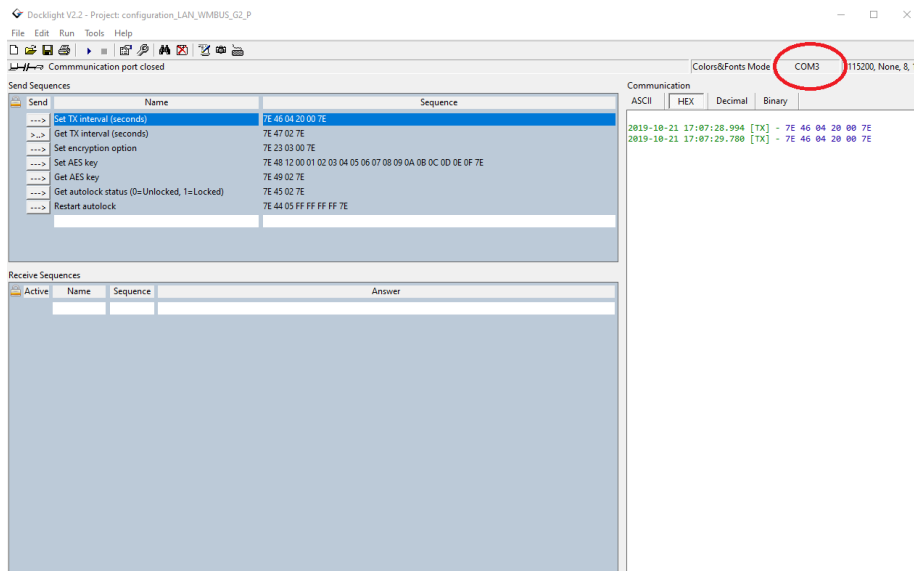 Docklight V2.2 - Project: configuration_LAN_WMBUS_G2_P
File Edit Run Tools Help
Commmunication port closed
Colors&Fonts Mode COM3 115200, None, 8, 1
Send Sequences
Send Name Sequence
---> Set TX interval (seconds) 7E 46 04 20 00 7E
>..> Get TX interval (seconds) 7E 47 02 7E
---> Set encryption option 7E 23 03 00 7E
---> Set AES key 7E 48 12 00 01 02 03 04 05 06 07 08 09 0A 0B 0C 0D 0E 0F 7E
---> Get AES key 7E 49 02 7E
---> Get autolock status (0=Unlocked, 1=Locked) 7E 45 02 7E
---> Restart autolock 7E 44 05 FF FF FF FF 7E
Receive Sequences
Active Name Sequence Answer
Communication
ASCII HEX Decimal Binary
2019-10-21 17:07:28.994 [TX] - 7E 46 04 20 00 7E
2019-10-21 17:07:29.780 [TX] - 7E 46 04 20 00 7E